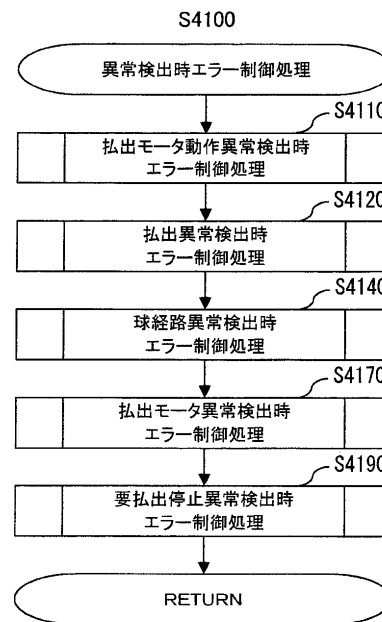 S4100
異常検出時エラー制御処理
S4110
払出モータ動作異常検出時
エラー制御処理
S4120
払出異常検出時
エラー制御処理
S4140
球経路異常検出時
エラー制御処理
S4170
払出モータ異常検出時
エラー制御処理
S4190
要払出停止異常検出時
エラー制御処理
RETURN